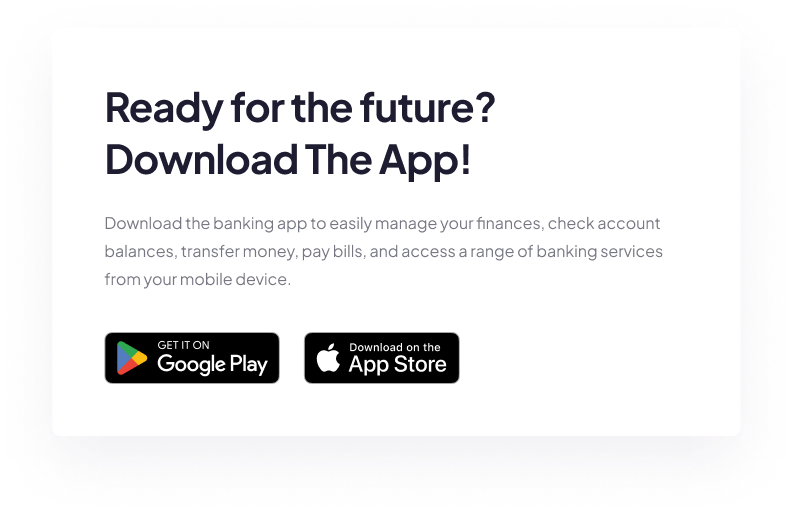 Ready for the future?
Download The App!
Download the banking app to easily manage your finances, check account
balances, transfer money, pay bills, and access a range of banking services
from your mobile device.
GET IT ON
Google Play
Download on the
App Store